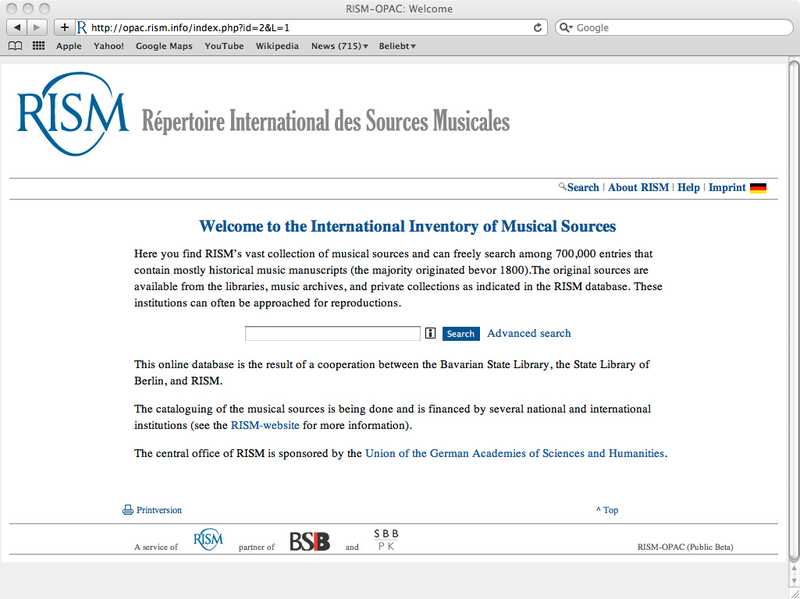 RISM-OPAC: Welcome
http://opac.rism.info/index.php?id=2&L=1
Google
Apple Yahoo! Google Maps YouTube Wikipedia News (715) Beliebt
RISM Répertoire International des Sources Musicales
Search | About RISM | Help | Imprint
Welcome to the International Inventory of Musical Sources
Here you find RISM's vast collection of musical sources and can freely search among 700,000 entries that
contain mostly historical music manuscripts (the majority originated bevor 1800).The original sources are
available from the libraries, music archives, and private collections as indicated in the RISM database. These
institutions can often be approached for reproductions.
i Search Advanced search
This online database is the result of a cooperation between the Bavarian State Library, the State Library of
Berlin, and RISM.
The cataloguing of the musical sources is being done and is financed by several national and international
institutions (see the RISM-website for more information).
The central office of RISM is sponsored by the Union of the German Academies of Sciences and Humanities.
Printversion ^ Top
A service of RISM partner of BSB and SBB PK RISM-OPAC (Public Beta)